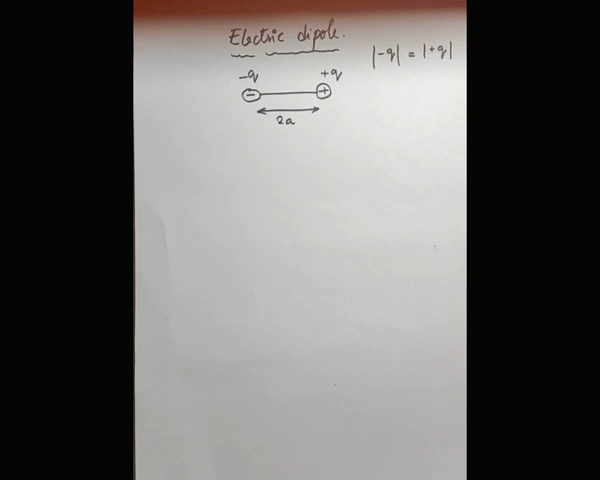 Electric dipole.
|-q| = |+q|
-q +q
- +
2a